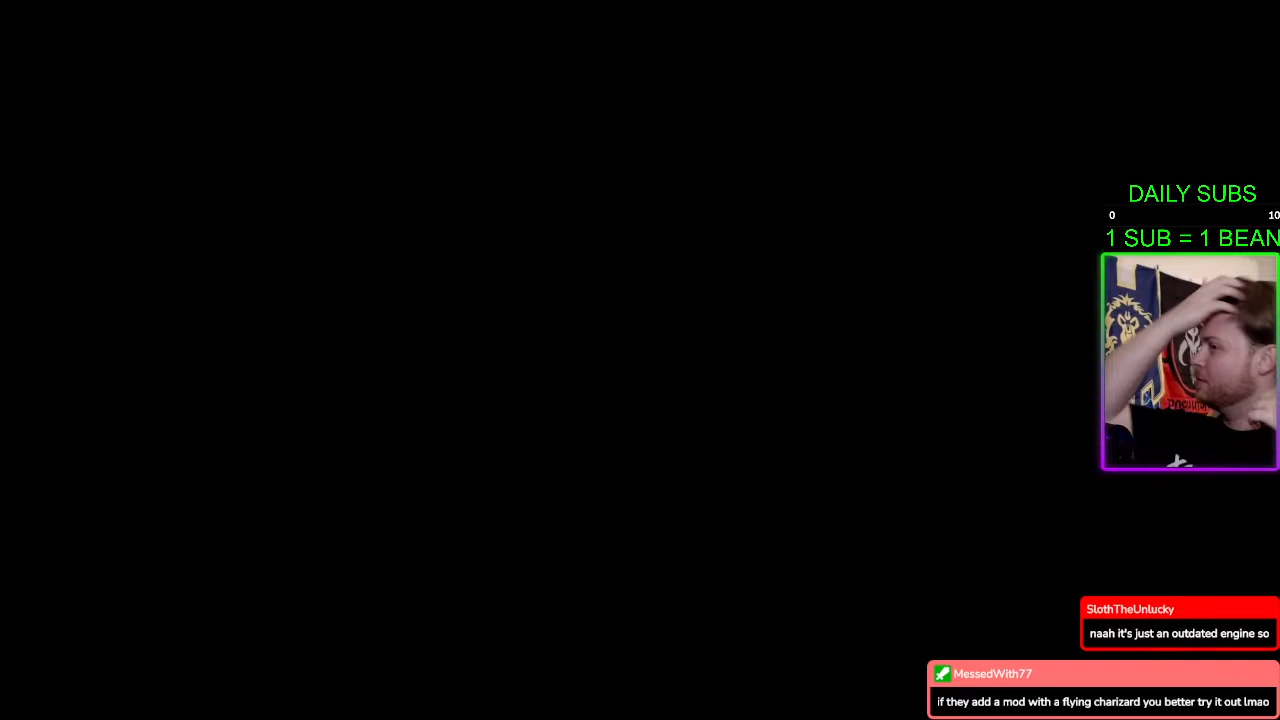 DAILY SUBS
0 10
1 SUB = 1 BEAN
SlothTheUnlucky
naah it's just an outdated engine so
MessedWith77
if they add a mod with a flying charizard you better try it out lmao